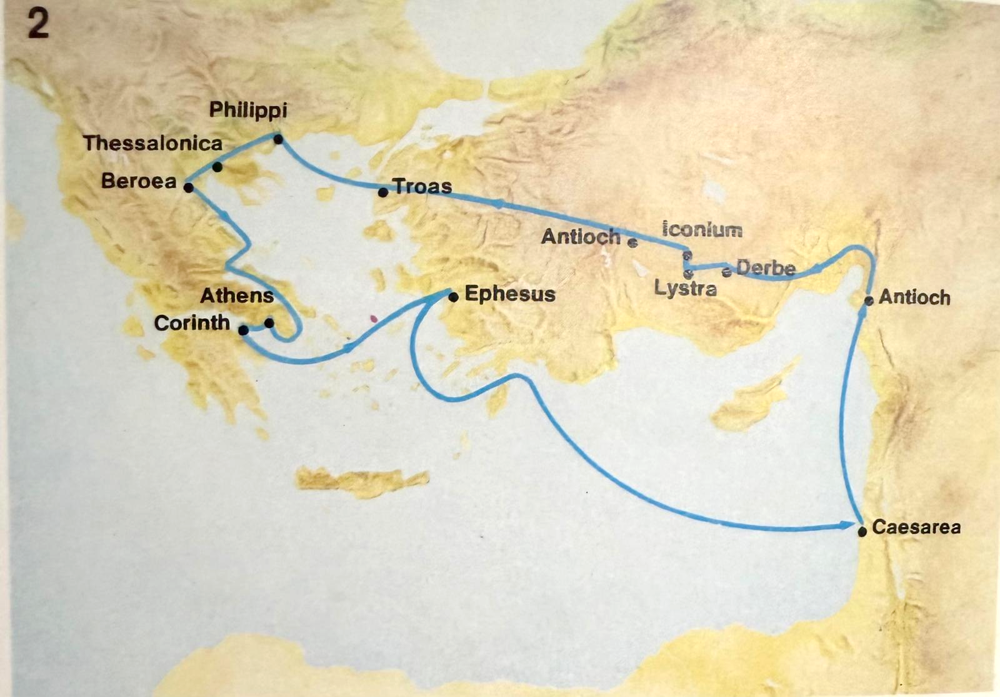 2
Philippi
Thessalonica
Beroea
Troas
Antioch
Iconium
Derbe
Lystra
Athens
Corinth
Ephesus
Antioch
Caesarea